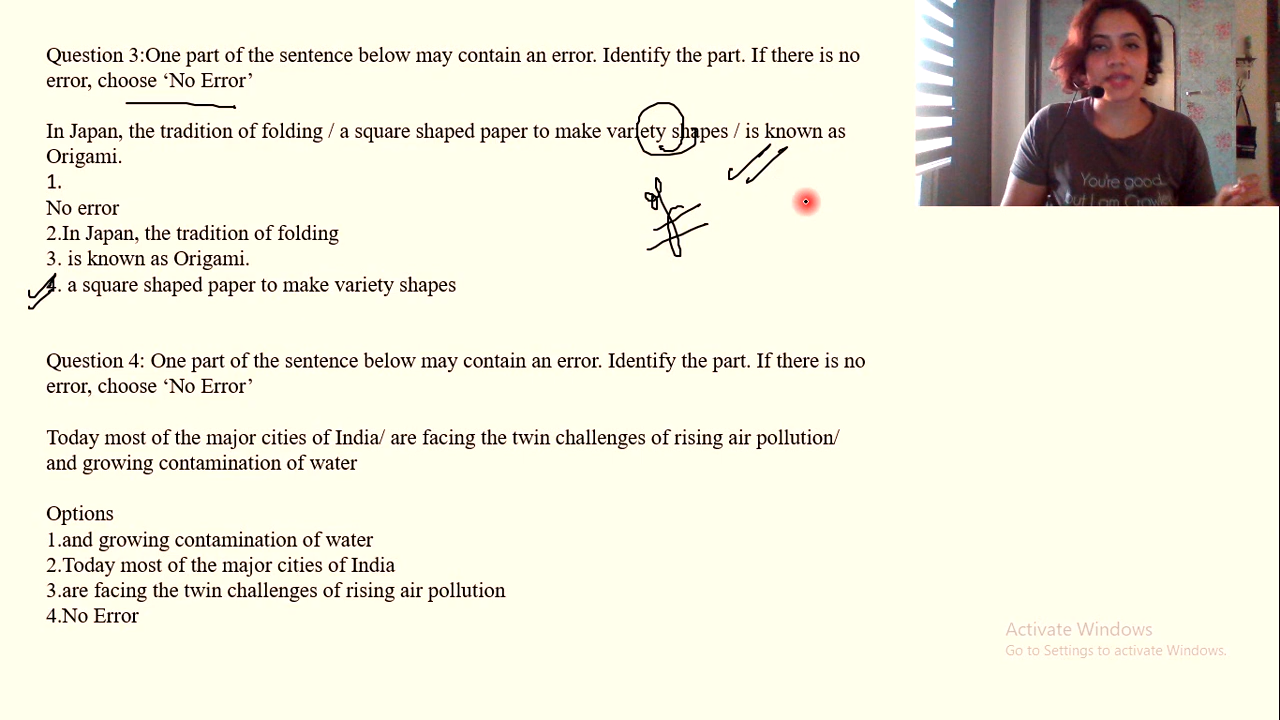 Question 3:One part of the sentence below may contain an error. Identify the part. If there is no
error, choose ‘No Error’
In Japan, the tradition of folding / a square shaped paper to make variety shapes / is known as
Origami.
1.
No error
2.In Japan, the tradition of folding
3. is known as Origami.
4. a square shaped paper to make variety shapes
of
Question 4: One part of the sentence below may contain an error. Identify the part. If there is no
error, choose ‘No Error’
Today most of the major cities of India/ are facing the twin challenges of rising air pollution/
and growing contamination of water
Options
1.and growing contamination of water
2.Today most of the major cities of India
3.are facing the twin challenges of rising air pollution
4.No Error
You're good
but I am
Activate Windows
Go to Settings to activate Windows.